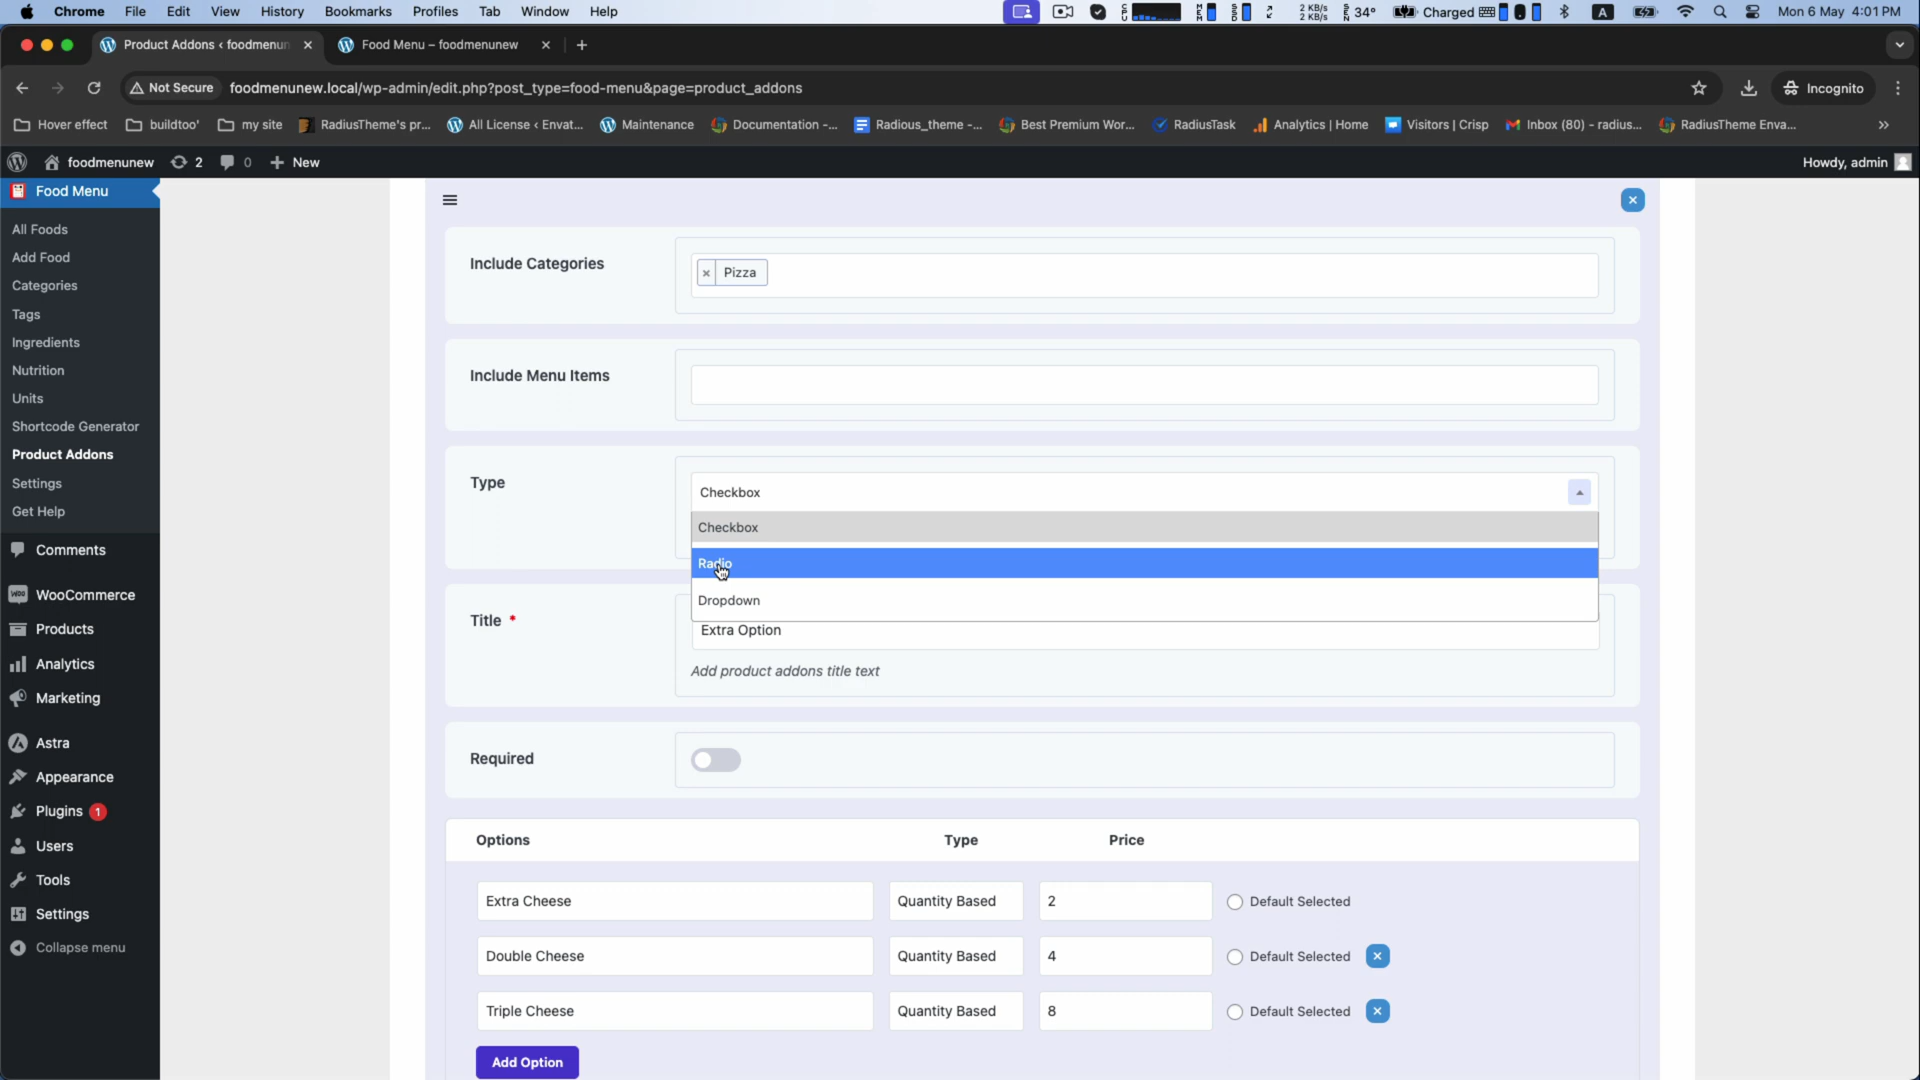 Chrome File Edit View History Bookmarks Profiles Tab Window Help 2 KB/s 2 KB/s 34° Charged A Mon 6 May 4:01 PM
Product Addons ‹ foodmenun Food Menu – foodmenunew
Not Secure foodmenunew.local/wp-admin/edit.php?post_type=food-menu&page=product_addons Incognito
Hover effect buildtoo' my site RadiusTheme's pr... All License ‹ Envat... Maintenance Documentation -... Radious_theme -... Best Premium Wor... RadiusTask Analytics | Home Visitors | Crisp Inbox (80) - radius... RadiusTheme Enva... »
foodmenunew 2 0 + New Howdy, admin
Food Menu
All Foods
Add Food
Categories
Tags
Ingredients
Nutrition
Units
Shortcode Generator
Product Addons
Settings
Get Help
Comments
WooCommerce
Products
Analytics
Marketing
Astra
Appearance
Plugins 1
Users
Tools
Settings
Collapse menu
Include Categories
× Pizza
Include Menu Items
Type
Checkbox
Checkbox
Radio
Dropdown
Title *
Extra Option
Add product addons title text
Required
Options Type Price
Extra Cheese Quantity Based 2 Default Selected
Double Cheese Quantity Based 4 Default Selected
Triple Cheese Quantity Based 8 Default Selected
Add Option